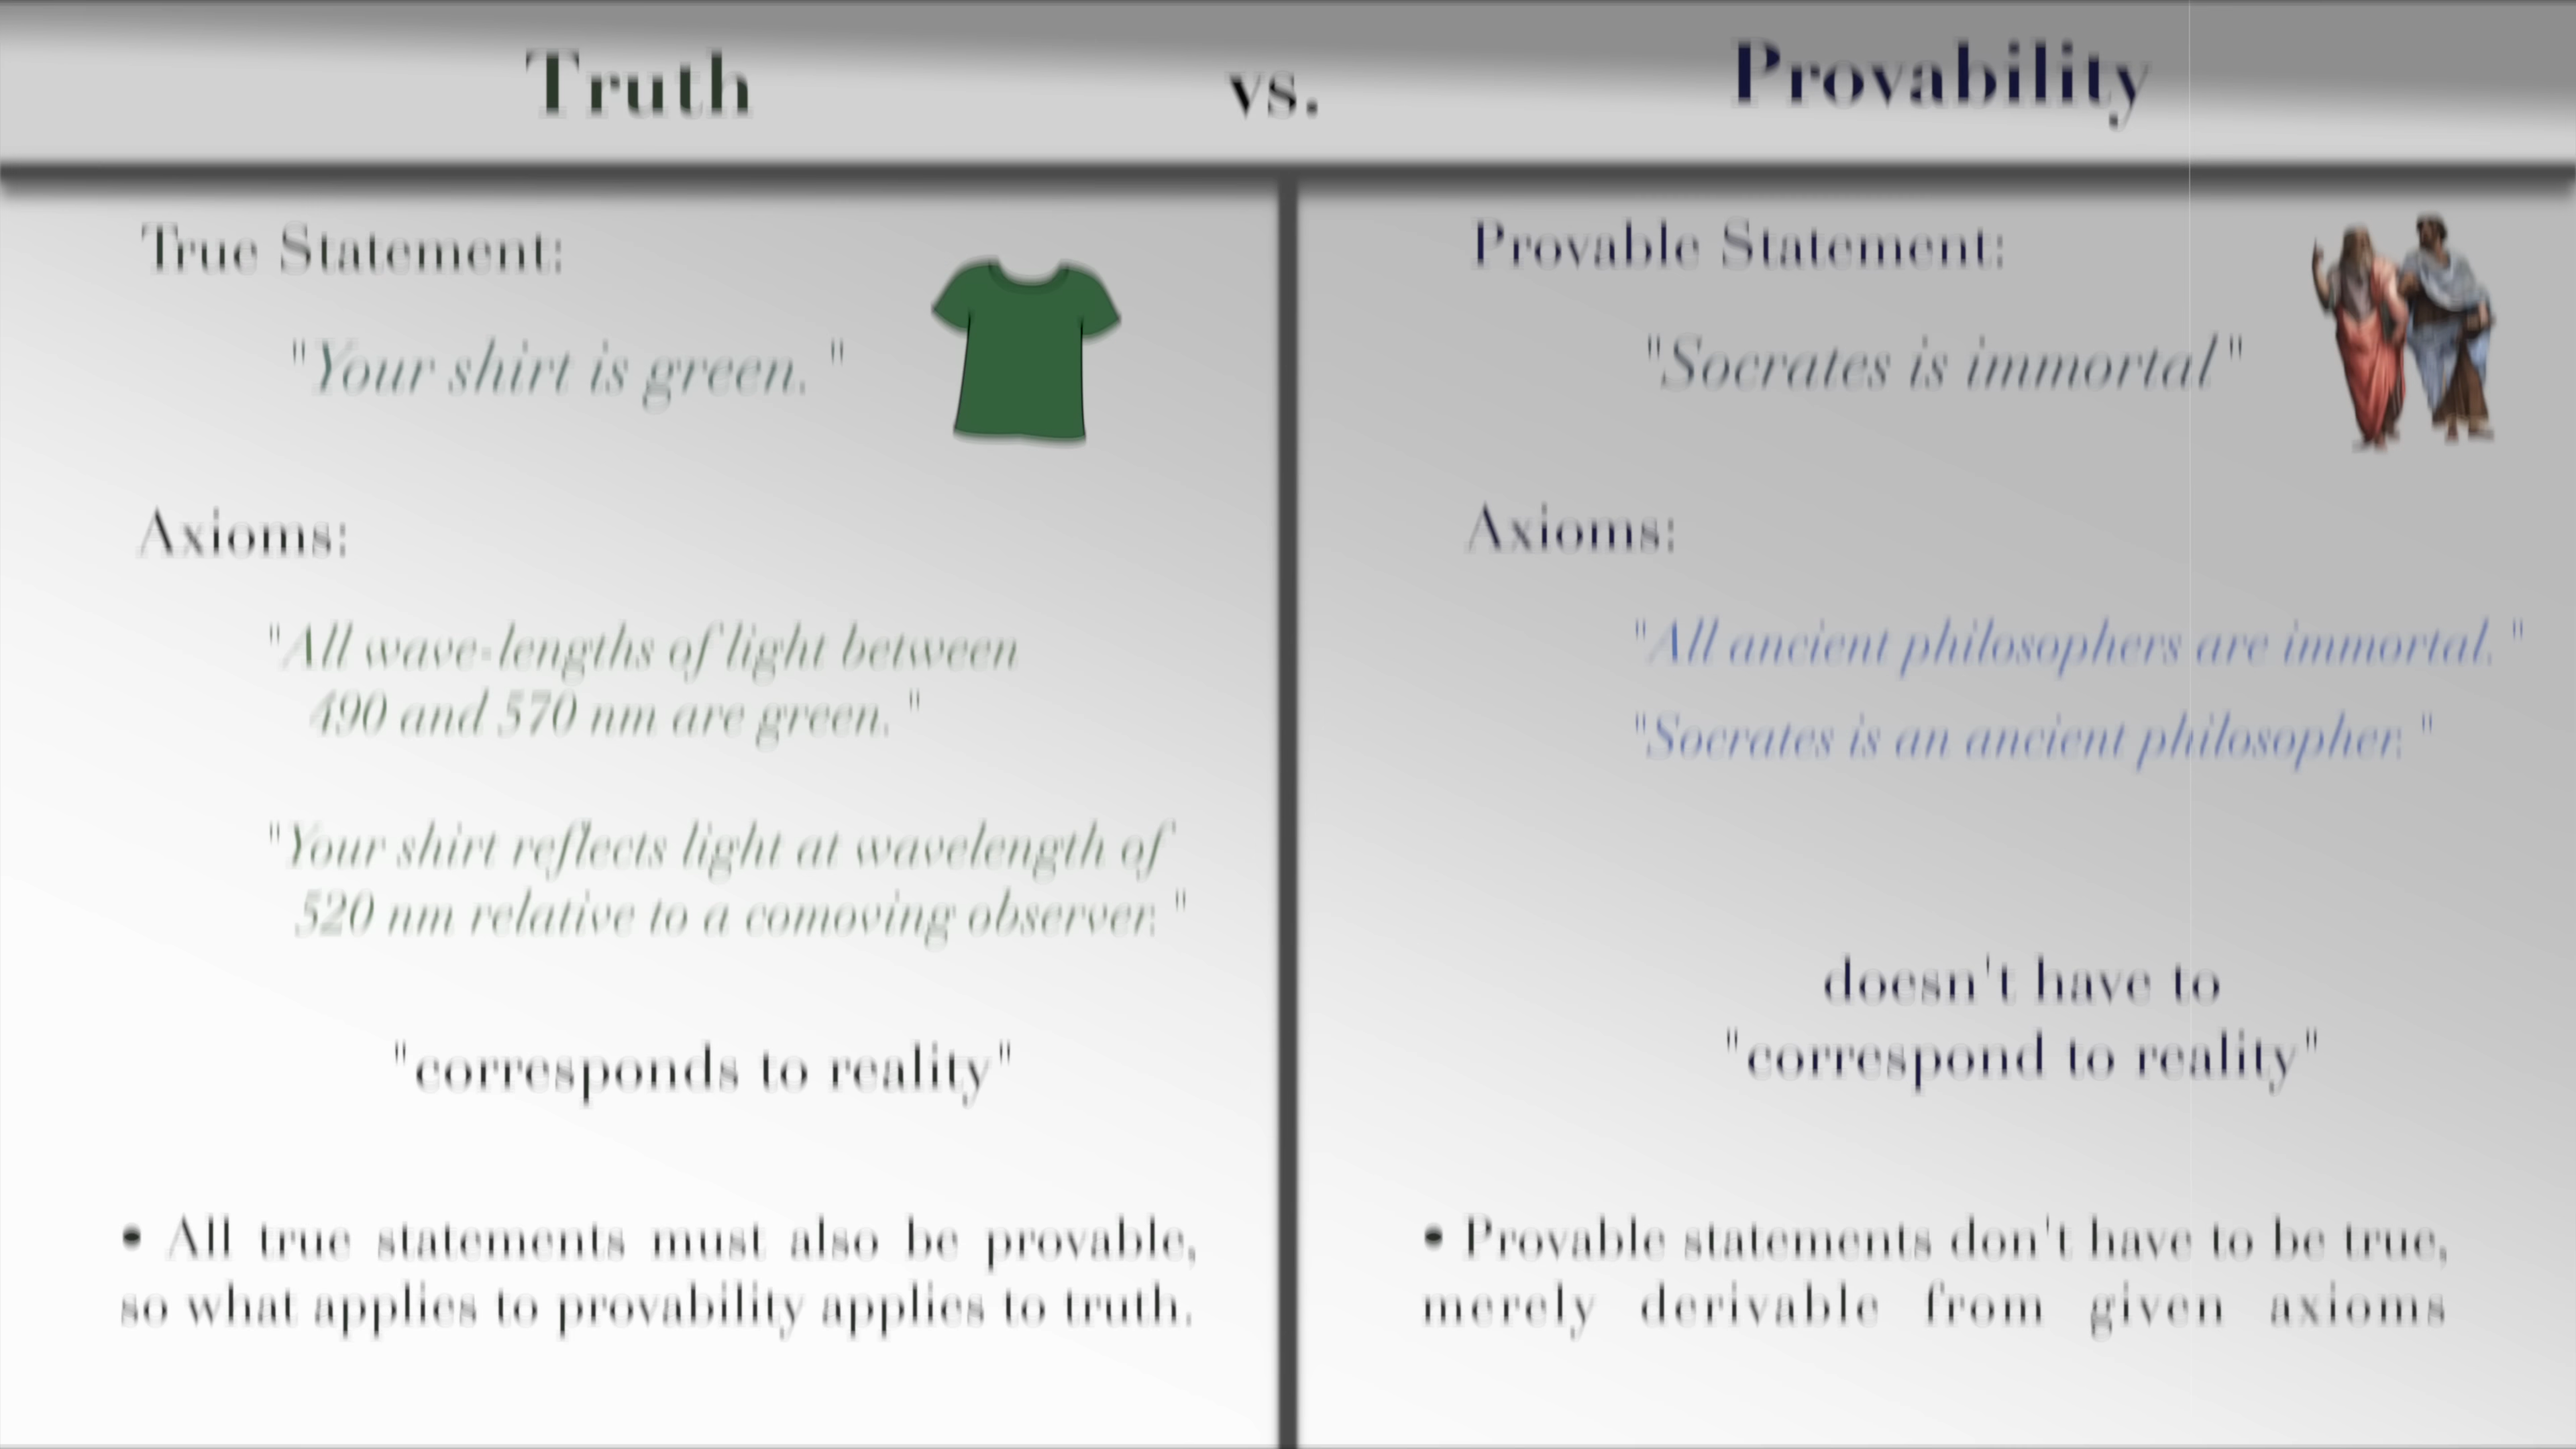 Truth vs. Provability
True Statement:
"Your shirt is green. "
Axioms:
"All wave-lengths of light between
490 and 570 nm are green. "
"Your shirt reflects light at wavelength of
520 nm relative to a comoving observer. "
"corresponds to reality"
• All true statements must also be provable,
so what applies to provability applies to truth.
Provable Statement:
"Socrates is immortal"
Axioms:
"All ancient philosophers are immortal. "
"Socrates is an ancient philosopher. "
doesn't have to
"correspond to reality"
• Provable statements don't have to be true,
merely derivable from given axioms